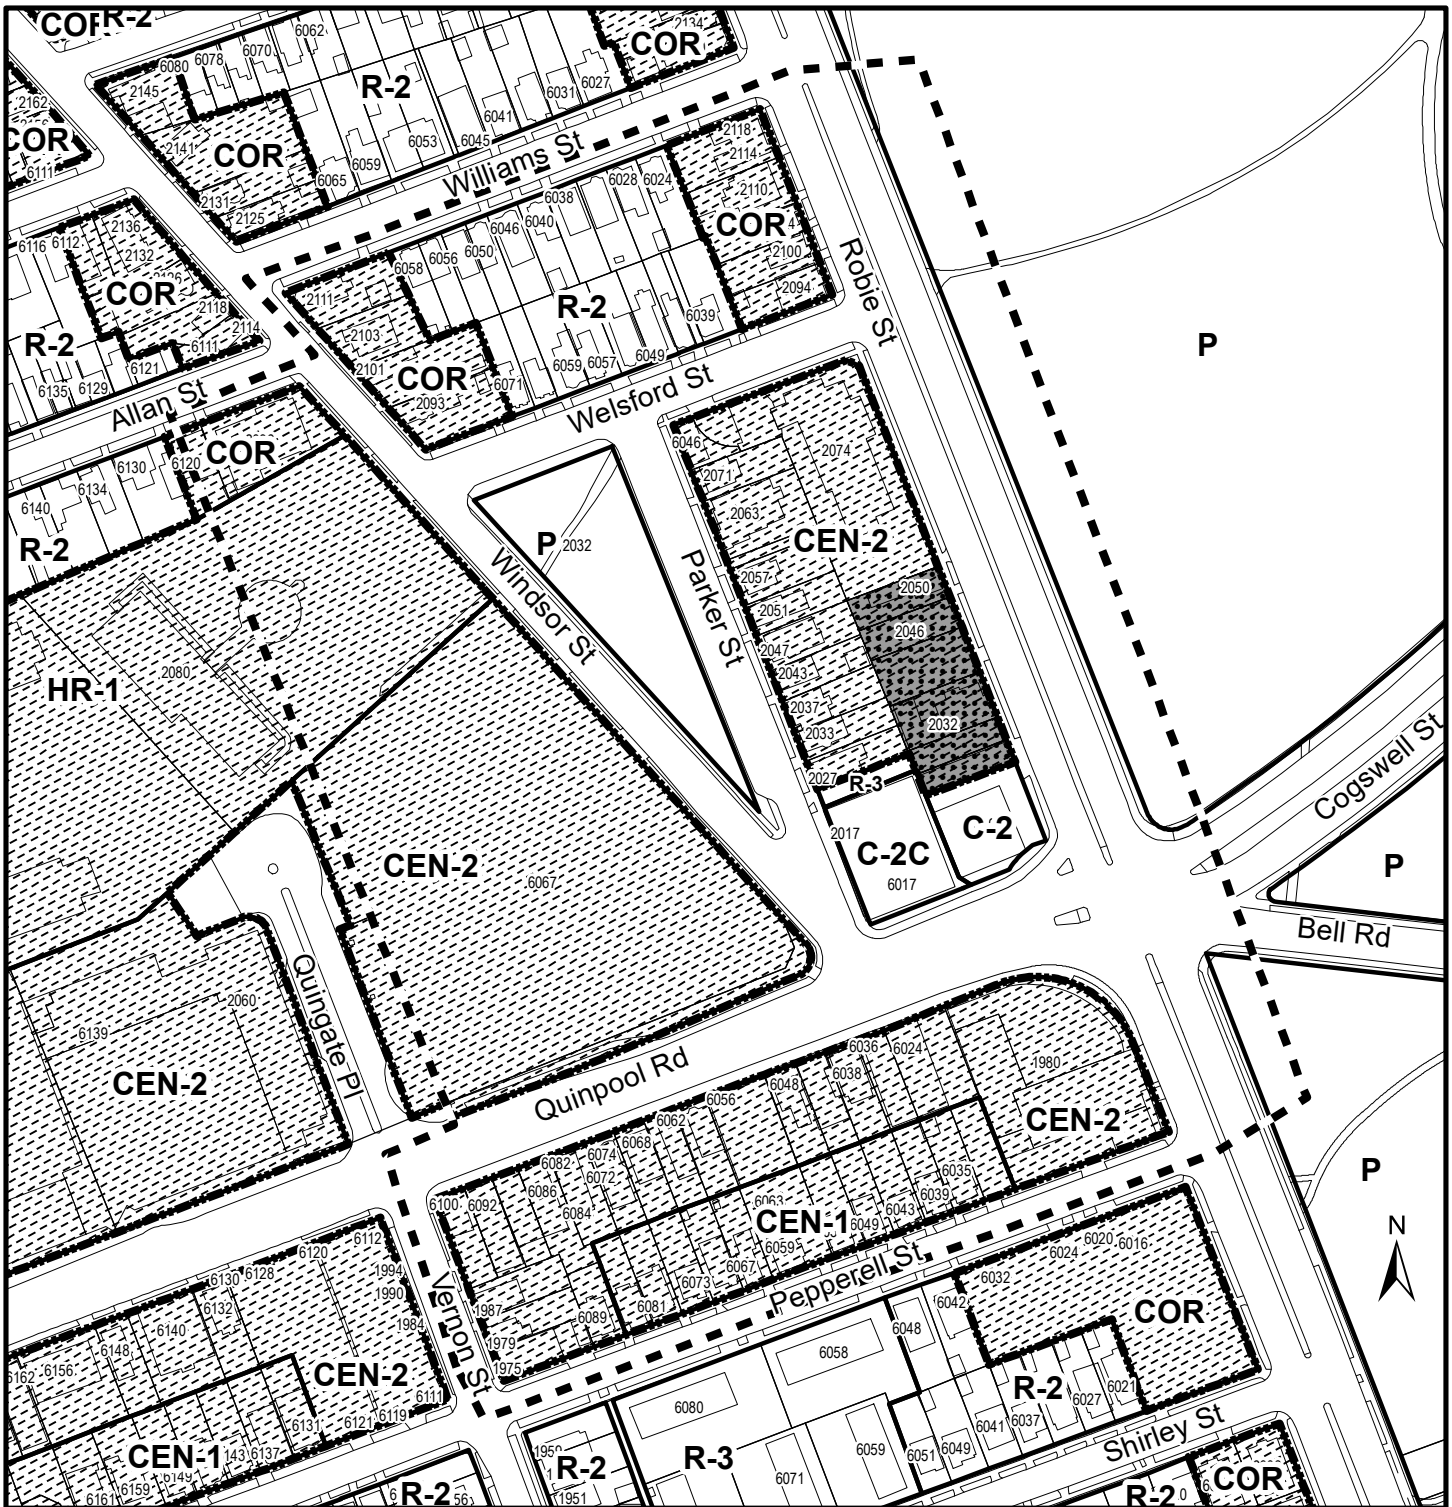 COR
R-2
6062
6070
6078
6080
2145
R-2
2134
COR
2162
COR
6111
2141
COR
6027
6031
6041
6045
6053
6059
6065
2131
2125
Williams St
2118
2114
2110
COR
2100
2094
Robie St
6116
6112
2136
2132
COR
2118
2114
R-2
6111
6121
6129
6135
Allan St
6028
6024
6038
6040
6046
6050
6056
6058
2111
R-2
2103
2101
COR
2093
6039
6049
6057
6059
6071
Welsford St
P
COR
6120
6130
6134
6140
R-2
6046
2071
2074
2063
CEN-2
P
2032
Windsor St
Parker St
2057
2051
2050
2046
2047
2043
2037
2033
2032
2027
R-3
HR-1
2080
2017
C-2C
6017
C-2
Cogswell St
P
Bell Rd
CEN-2
6067
Quingate Pl
2060
6139
CEN-2
Quinpool Rd
6036
6024
6038
6048
6056
6062
6068
6074
6072
6082
6086
6084
6092
6100
1980
CEN-2
6035
6039
6043
6049
CEN-1
6063
6059
6067
6073
6081
6089
1987
1979
1975
Pepperell St
P
N
Vernon St
6112
6120
6128
6130
6132
6140
6148
6156
6162
1994
1990
1984
CEN-2
6111
6119
6121
6131
6137
CEN-1
6149
6159
6161
R-2
6016
6020
6024
6032
6042
COR
6048
6058
6080
R-2
6021
6027
6037
6041
6049
6051
6059
6071
R-3
Shirley St
1951
R-2
R-2
COR